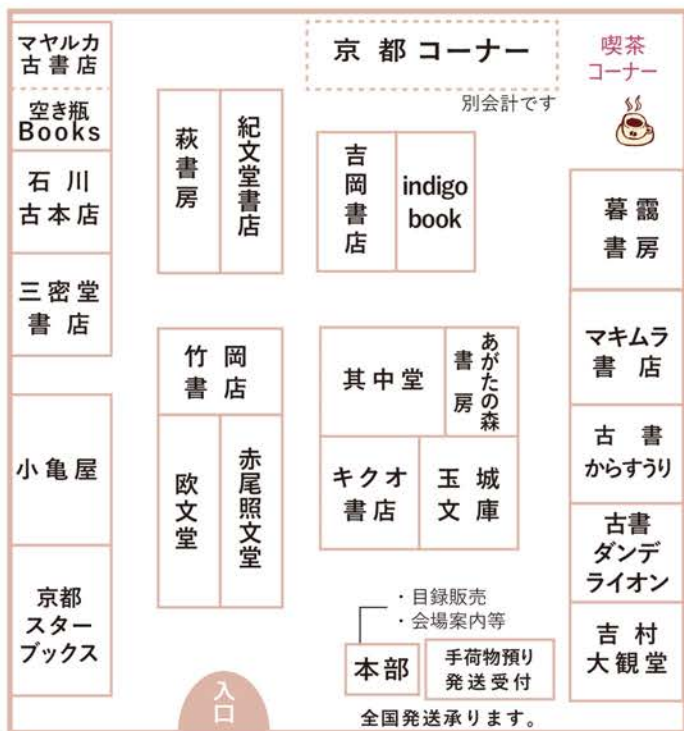 マヤルカ
古書店
空き瓶
Books
石川
古本店
三密堂
書店
小亀屋
京都
スター
ブックス
萩書房
紀文堂書店
竹岡
書店
欧文堂
赤尾照文堂
入口
京都コーナー
別会計です
吉岡書店
indigo
book
其中堂
あがたの森
書房
キクオ
書店
玉城
文庫
・目録販売
・会場案内等
本部
手荷物預り
発送受付
全国発送承ります。
喫茶
コーナー
暮靄
書房
マキムラ
書店
古書
からすうり
古書
ダンデ
ライオン
吉村
大観堂